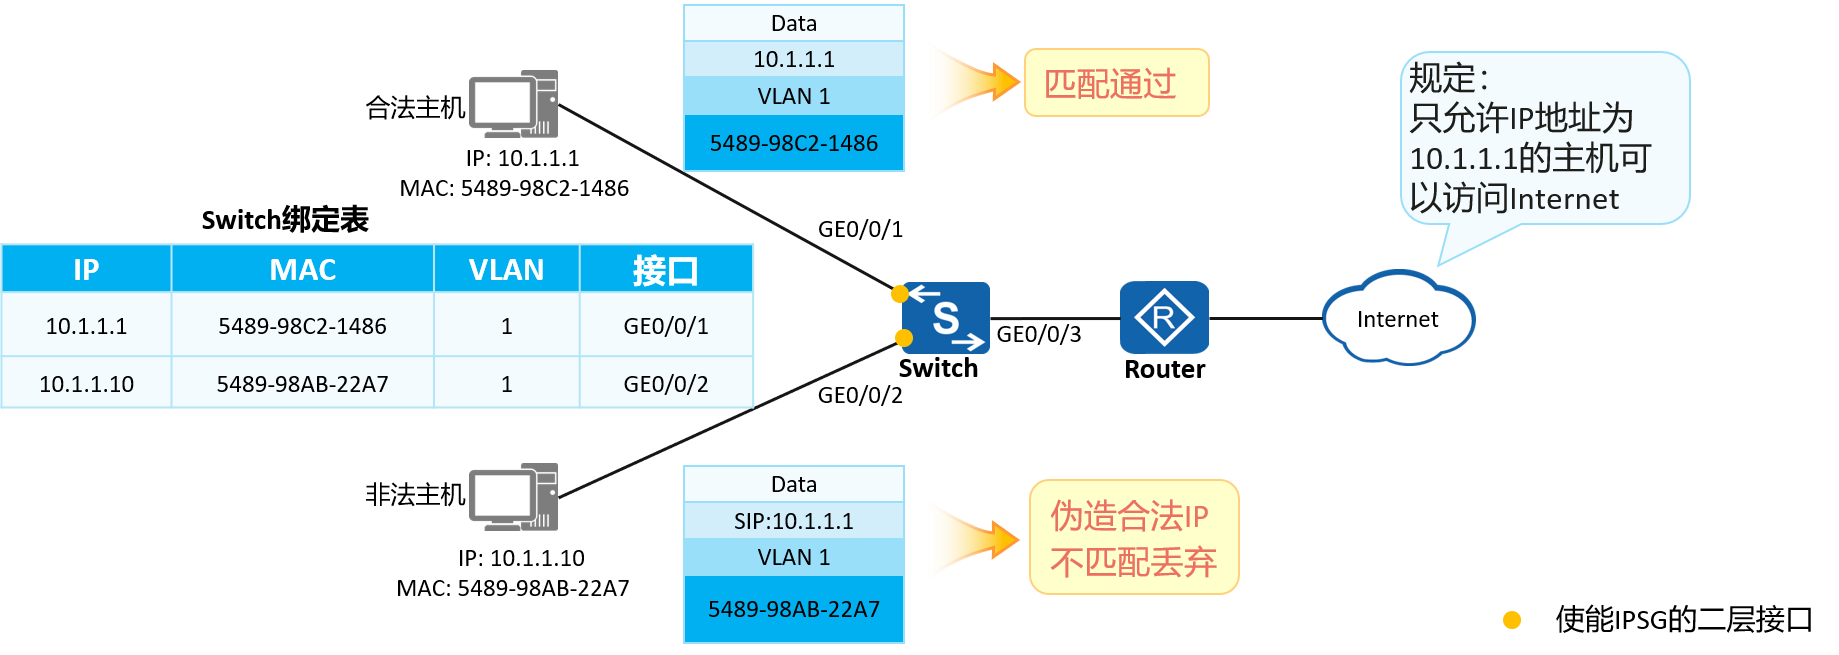 Data
10.1.1.1
VLAN 1
5489-98C2-1486
匹配通过
规定：
只允许IP地址为
10.1.1.1的主机可
以访问Internet
合法主机
IP: 10.1.1.1
MAC: 5489-98C2-1486
Switch绑定表
IP MAC VLAN 接口
10.1.1.1 5489-98C2-1486 1 GE0/0/1
10.1.1.10 5489-98AB-22A7 1 GE0/0/2
GE0/0/1
S
Switch
GE0/0/3
R
Router
Internet
GE0/0/2
非法主机
IP: 10.1.1.10
MAC: 5489-98AB-22A7
Data
SIP:10.1.1.1
VLAN 1
5489-98AB-22A7
伪造合法IP
不匹配丢弃
使能IPSG的二层接口